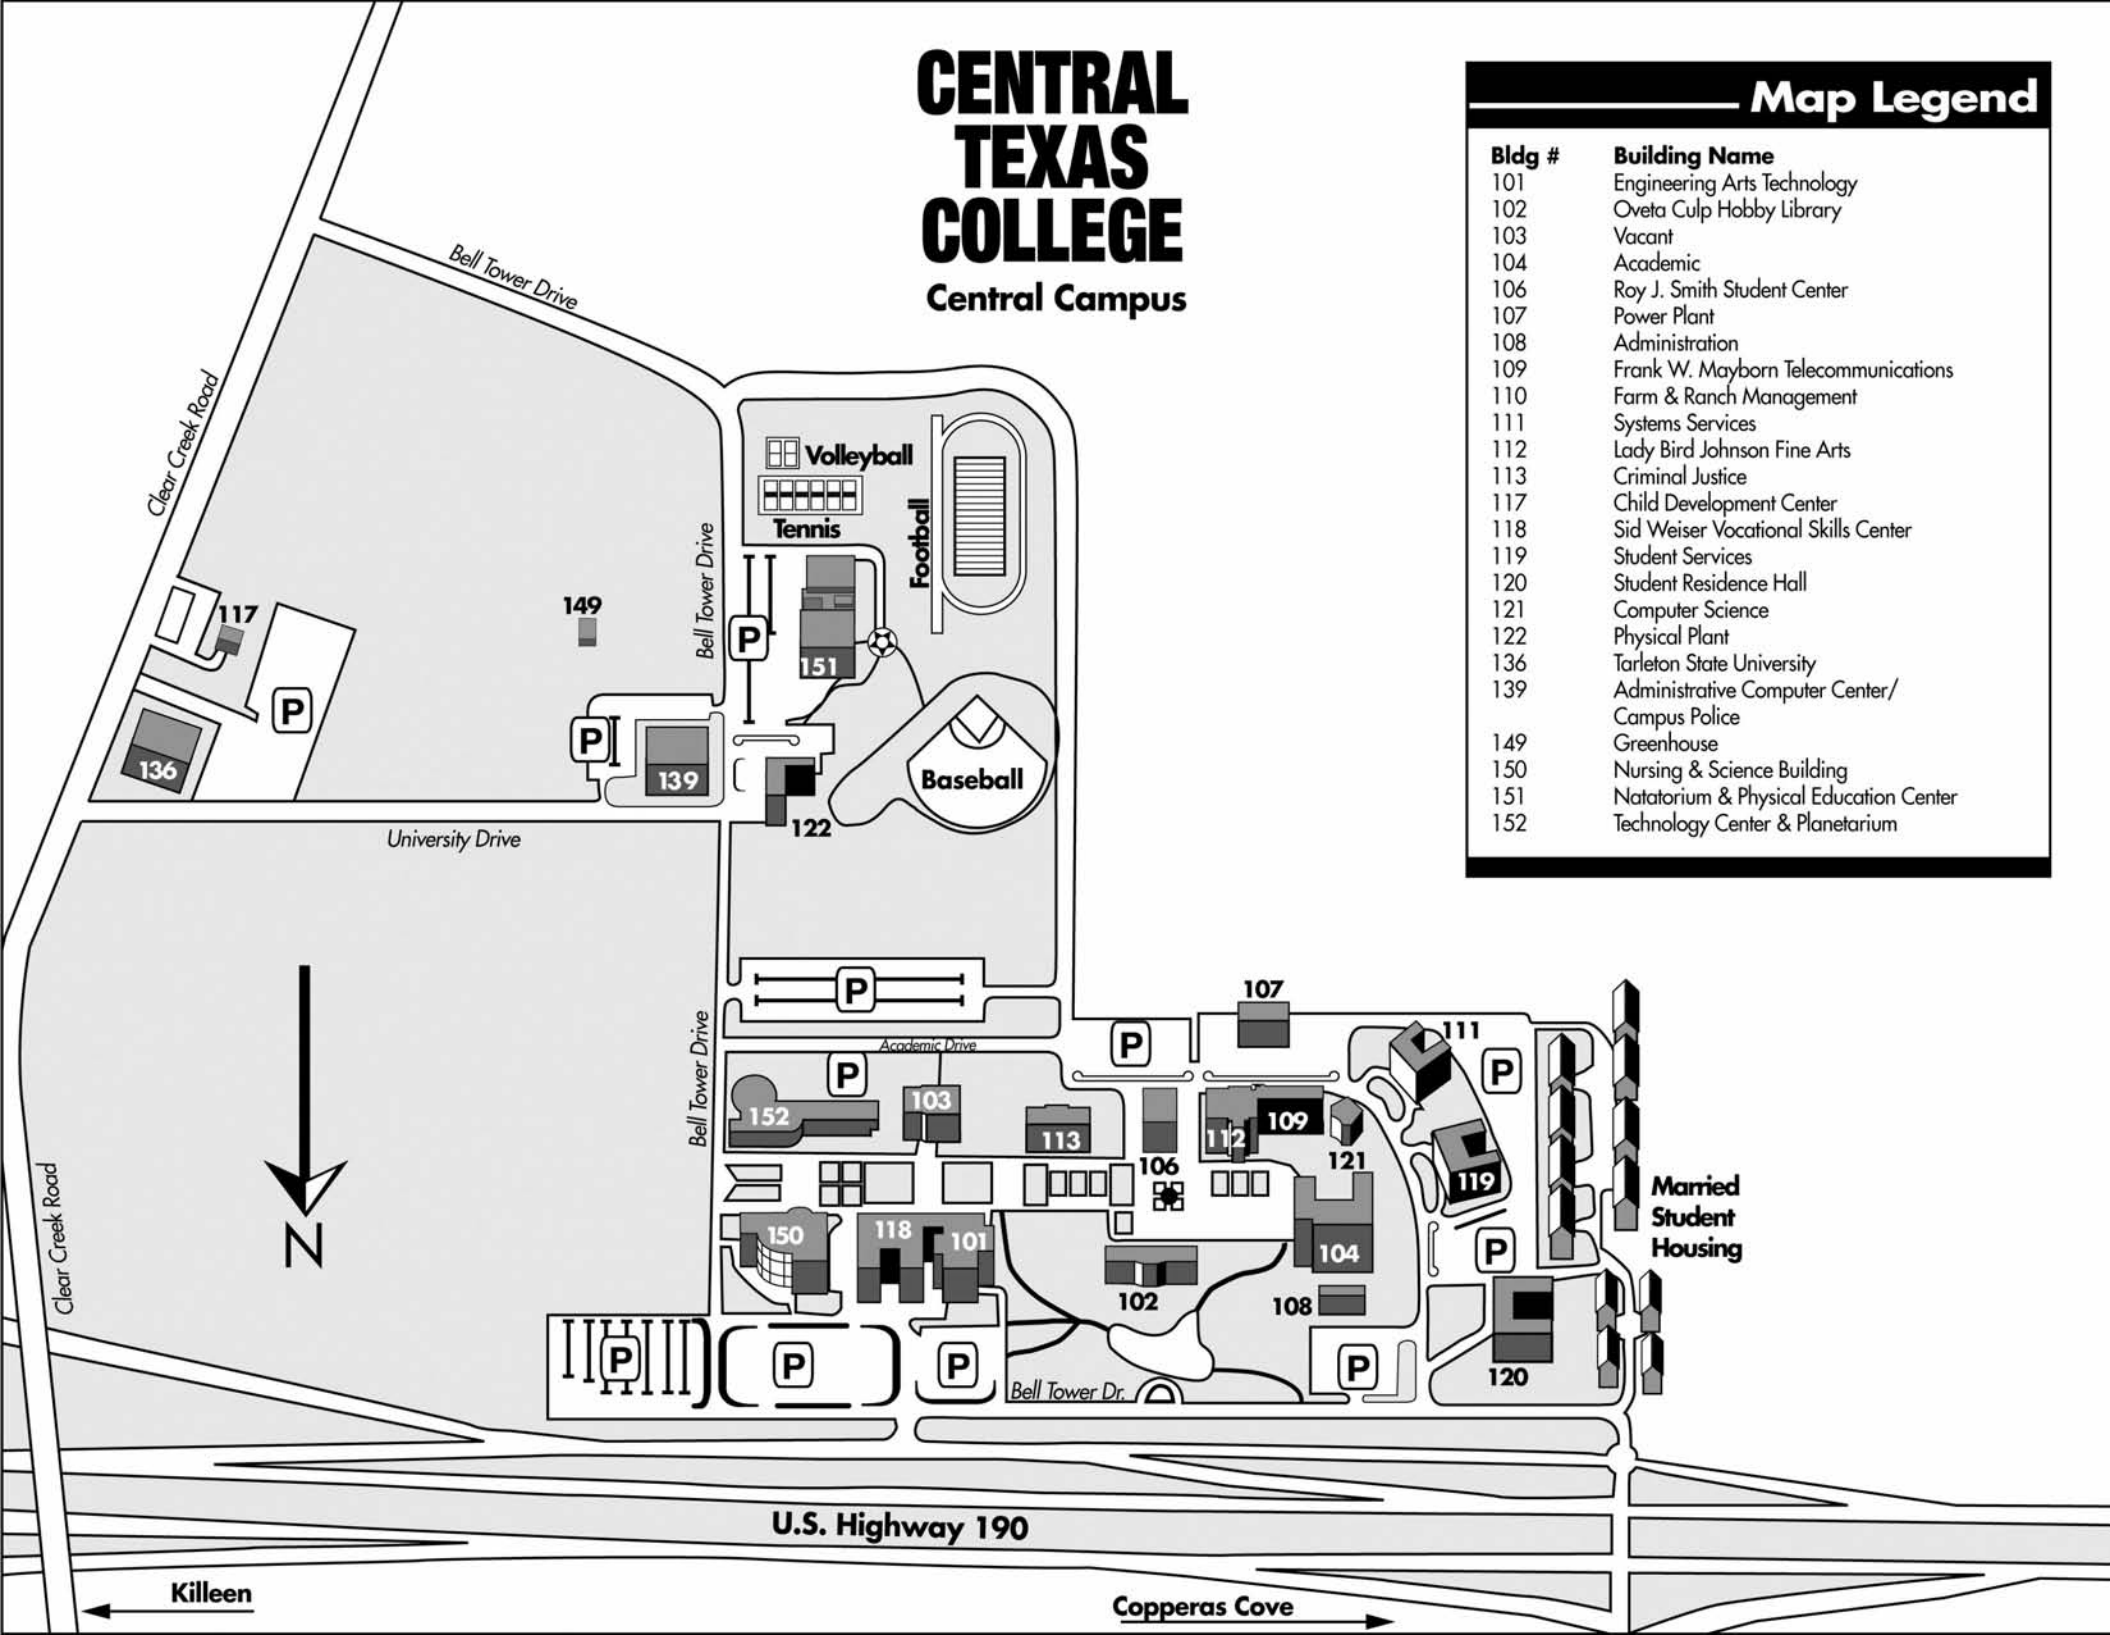 CENTRAL
TEXAS
COLLEGE
Central Campus
Map Legend
Bldg # Building Name
101 Engineering Arts Technology
102 Oveta Culp Hobby Library
103 Vacant
104 Academic
106 Roy J. Smith Student Center
107 Power Plant
108 Administration
109 Frank W. Mayborn Telecommunications
110 Farm & Ranch Management
111 Systems Services
112 Lady Bird Johnson Fine Arts
113 Criminal Justice
117 Child Development Center
118 Sid Weiser Vocational Skills Center
119 Student Services
120 Student Residence Hall
121 Computer Science
122 Physical Plant
136 Tarleton State University
139 Administrative Computer Center/
Campus Police
149 Greenhouse
150 Nursing & Science Building
151 Natatorium & Physical Education Center
152 Technology Center & Planetarium
Bell Tower Drive
Clear Creek Road
Volleyball
Tennis
Football
Bell Tower Drive
117
149
P
151
P
P
136
139
Baseball
122
University Drive
P
107
Bell Tower Drive
Academic Drive
P
111
P
P
152
103
113
106
112
109
121
119
Married
Student
Housing
N
Clear Creek Road
150
118
101
102
104
108
P
120
P
P
P
P
Bell Tower Dr.
U.S. Highway 190
Killeen
Copperas Cove